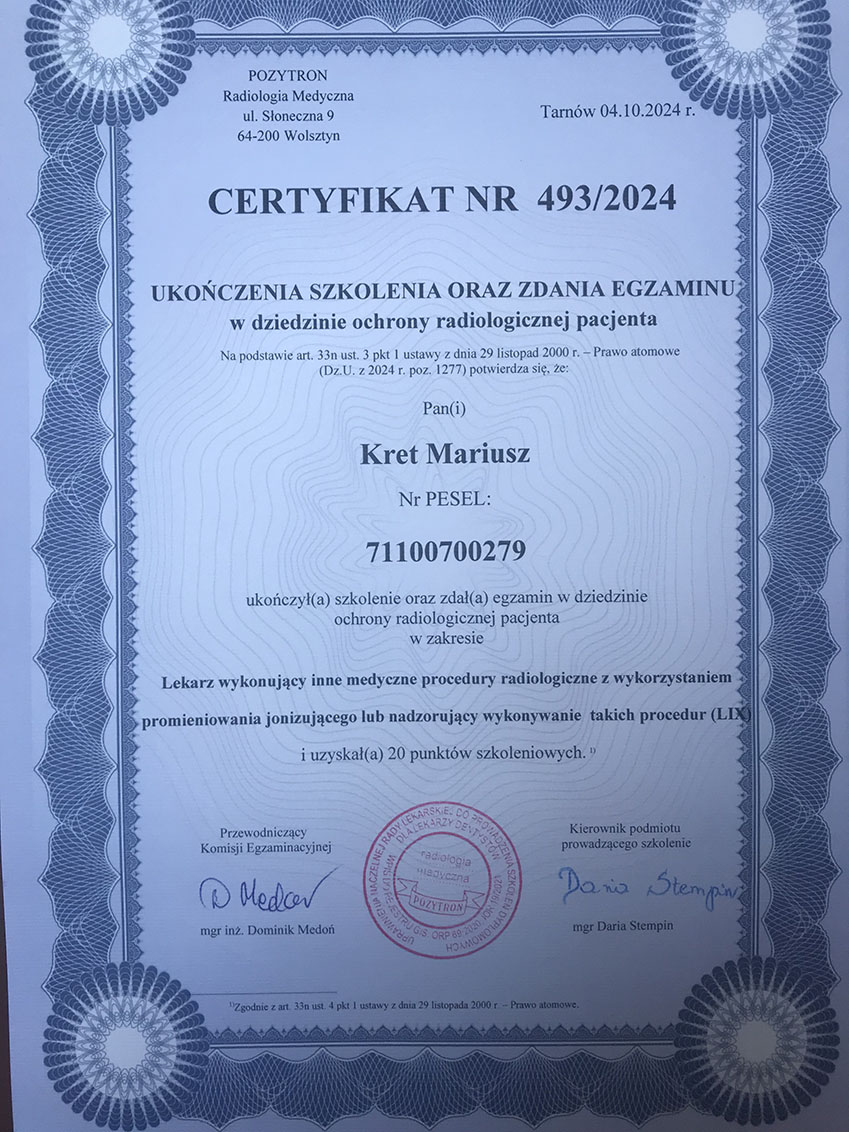 POZYTRON
Radiologia Medyczna
ul. Słoneczna 9
64-200 Wolsztyn
Tarnów 04.10.2024 r.
CERTYFIKAT NR 493/2024
UKOŃCZENIA SZKOLENIA ORAZ ZDANIA EGZAMINU
w dziedzinie ochrony radiologicznej pacjenta
Na podstawie art. 33n ust. 3 pkt 1 ustawy z dnia 29 listopad 2000 r. – Prawo atomowe
(Dz.U. z 2024 r. poz. 1277) potwierdza się, że:
Pan(i)
Kret Mariusz
Nr PESEL:
71100700279
ukończył(a) szkolenie oraz zdał(a) egzamin w dziedzinie
ochrony radiologicznej pacjenta
w zakresie
Lekarz wykonujący inne medyczne procedury radiologiczne z wykorzystaniem
promieniowania jonizującego lub nadzorujący wykonywanie takich procedur (LIX)
i uzyskał(a) 20 punktów szkoleniowych. 1)
Przewodniczący
Komisji Egzaminacyjnej
mgr inż. Dominik Medoń
radiologia
medyczna
POZYTRON
Kierownik podmiotu
prowadzącego szkolenie
Daria Stempin
mgr Daria Stempin
1)Zgodnie z art. 33n ust. 4 pkt 1 ustawy z dnia 29 listopada 2000 r. – Prawo atomowe.